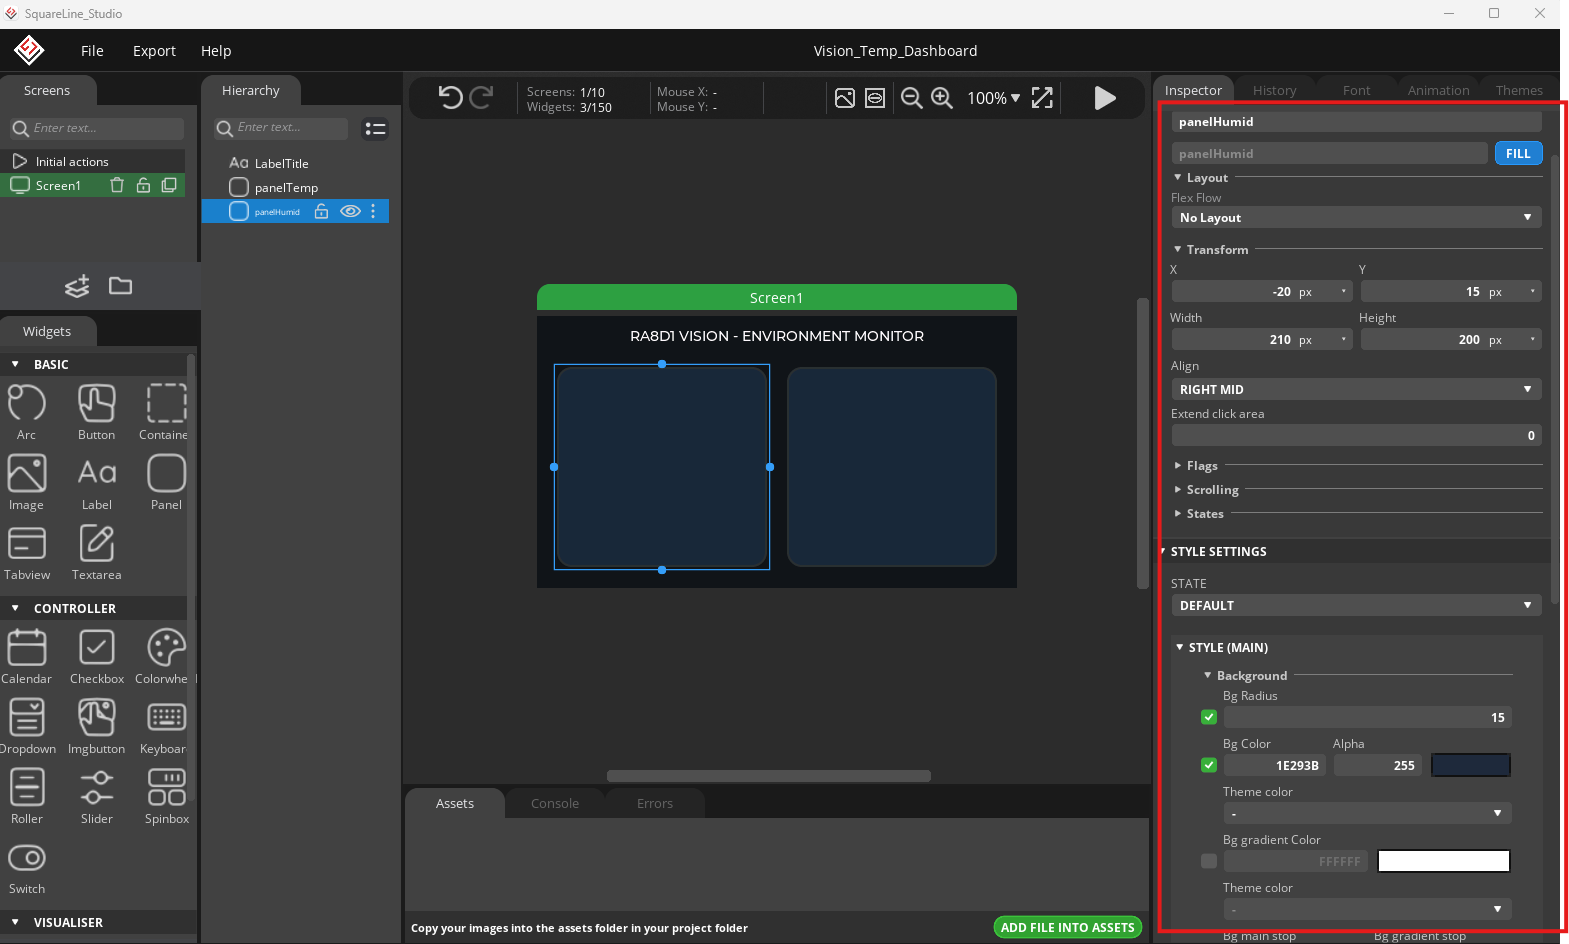 SquareLine_Studio
File Export Help
Vision_Temp_Dashboard
Screens
Enter text...
Initial actions
Screen1
Hierarchy
Enter text...
Aa LabelTitle
panelTemp
panelHumid
Screens: 1/10
Widgets: 3/150
Mouse X: -
Mouse Y: -
100%
Screen1
RA8D1 VISION - ENVIRONMENT MONITOR
Widgets
BASIC
Arc Button Containe
Aa
Image Label Panel
Tabview Textarea
CONTROLLER
Calendar Checkbox Colorwhe
Dropdown Imgbutton Keyboar
Roller Slider Spinbox
Switch
VISUALISER
Assets Console Errors
Copy your images into the assets folder in your project folder
ADD FILE INTO ASSETS
Inspector History Font Animation Themes
panelHumid
panelHumid FILL
Layout
Flex Flow
No Layout
Transform
X Y
-20 px 15 px
Width Height
210 px 200 px
Align
RIGHT MID
Extend click area
0
Flags
Scrolling
States
STYLE SETTINGS
STATE
DEFAULT
STYLE (MAIN)
Background
Bg Radius
15
Bg Color Alpha
1E293B 255
Theme color
-
Bg gradient Color
FFFFFF
Theme color
-
Bg main stop Bg gradient stop